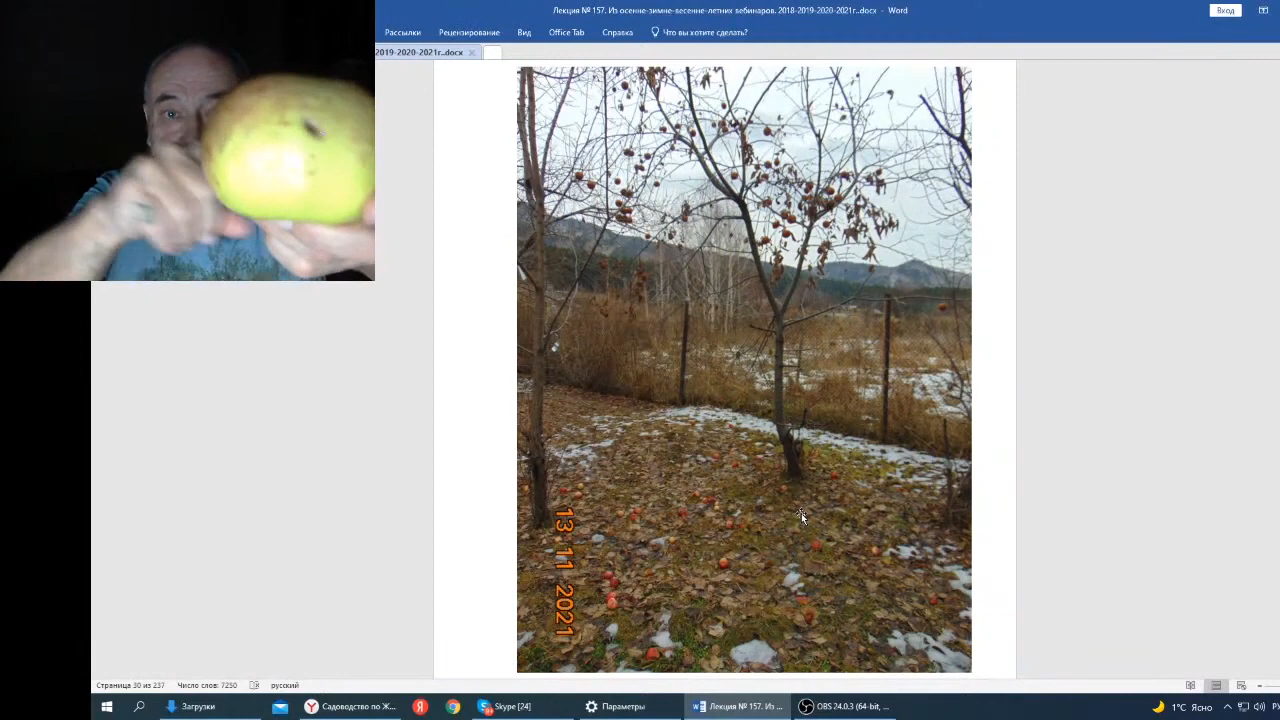 Лекция № 157. Из осенне-зимне-весенне-летних вебинаров. 2018-2019-2020-2021г..docx - Word
Вход
Рассылки Рецензирование Вид Office Tab Справка Что вы хотите сделать?
2019-2020-2021г..docx
13 11 2021
Страница 30 из 237 Число слов: 7250 русский
Загрузки Садоводство по Ж... Skype [24] Параметры Лекция № 157. Из ... OBS 24.0.3 (64-bit, ... 1°C Ясно